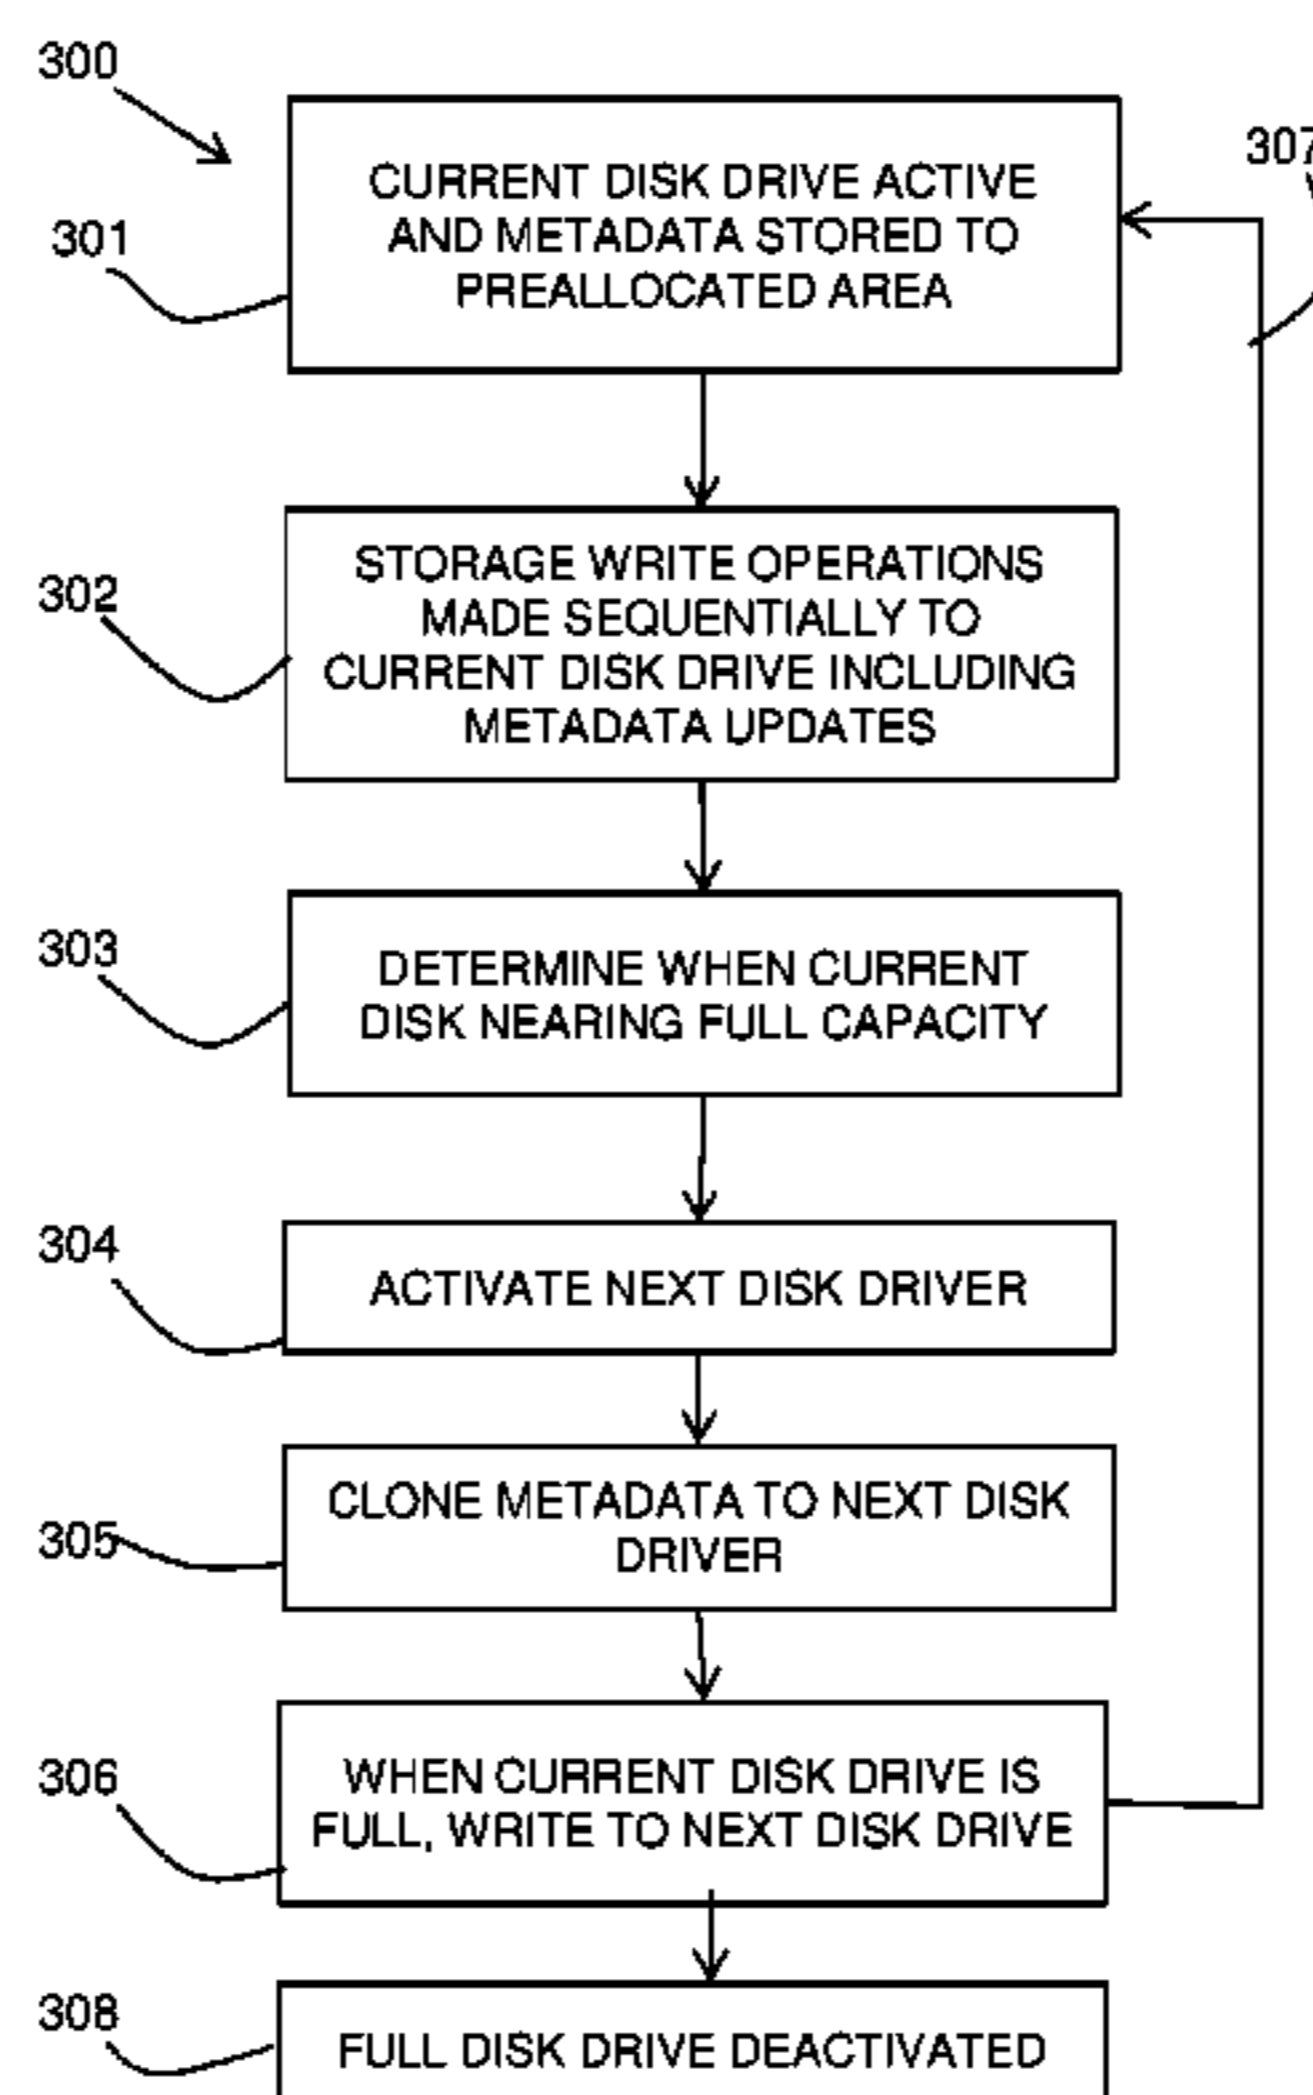 300
307
301
CURRENT DISK DRIVE ACTIVE
AND METADATA STORED TO
PREALLOCATED AREA
302
STORAGE WRITE OPERATIONS
MADE SEQUENTIALLY TO
CURRENT DISK DRIVE INCLUDING
METADATA UPDATES
303
DETERMINE WHEN CURRENT
DISK NEARING FULL CAPACITY
304
ACTIVATE NEXT DISK DRIVER
305
CLONE METADATA TO NEXT DISK
DRIVER
306
WHEN CURRENT DISK DRIVE IS
FULL, WRITE TO NEXT DISK DRIVE
308
FULL DISK DRIVE DEACTIVATED